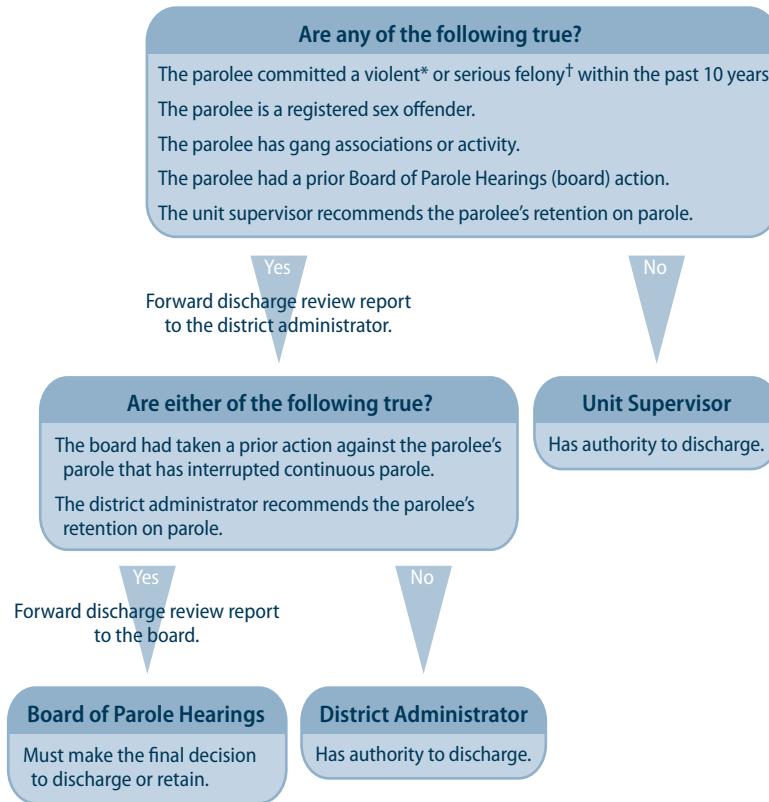 Are any of the following true?
The parolee committed a violent* or serious felony† within the past 10 years
The parolee is a registered sex offender.
The parolee has gang associations or activity.
The parolee had a prior Board of Parole Hearings (board) action.
The unit supervisor recommends the parolee's retention on parole.
Yes
No
Forward discharge review report
to the district administrator.
Are either of the following true?
The board had taken a prior action against the parolee's
parole that has interrupted continuous parole.
The district administrator recommends the parolee's
retention on parole.
Unit Supervisor
Has authority to discharge.
Yes
No
Forward discharge review report
to the board.
Board of Parole Hearings
Must make the final decision
to discharge or retain.
District Administrator
Has authority to discharge.